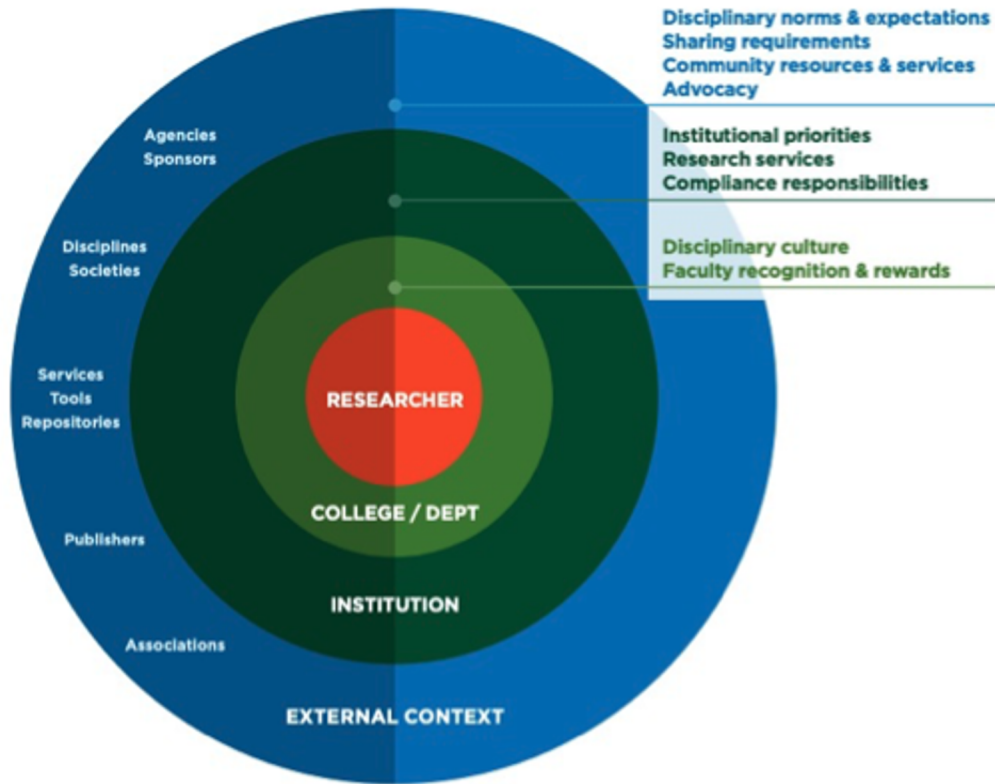 Disciplinary norms & expectations
Sharing requirements
Community resources & services
Advocacy
Institutional priorities
Research services
Compliance responsibilities
Disciplinary culture
Faculty recognition & rewards
Agencies
Sponsors
Disciplines
Societies
Services
Tools
Repositories
Publishers
Associations
RESEARCHER
COLLEGE / DEPT
INSTITUTION
EXTERNAL CONTEXT